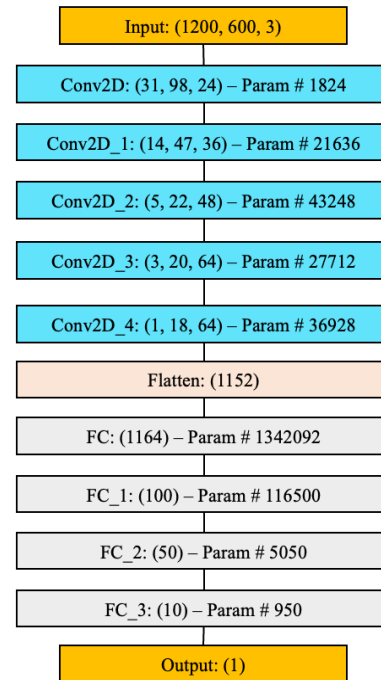 Input: (1200, 600, 3)
Conv2D: (31, 98, 24) – Param # 1824
Conv2D_1: (14, 47, 36) – Param # 21636
Conv2D_2: (5, 22, 48) – Param # 43248
Conv2D_3: (3, 20, 64) – Param # 27712
Conv2D_4: (1, 18, 64) – Param # 36928
Flatten: (1152)
FC: (1164) – Param # 1342092
FC_1: (100) – Param # 116500
FC_2: (50) – Param # 5050
FC_3: (10) – Param # 950
Output: (1)